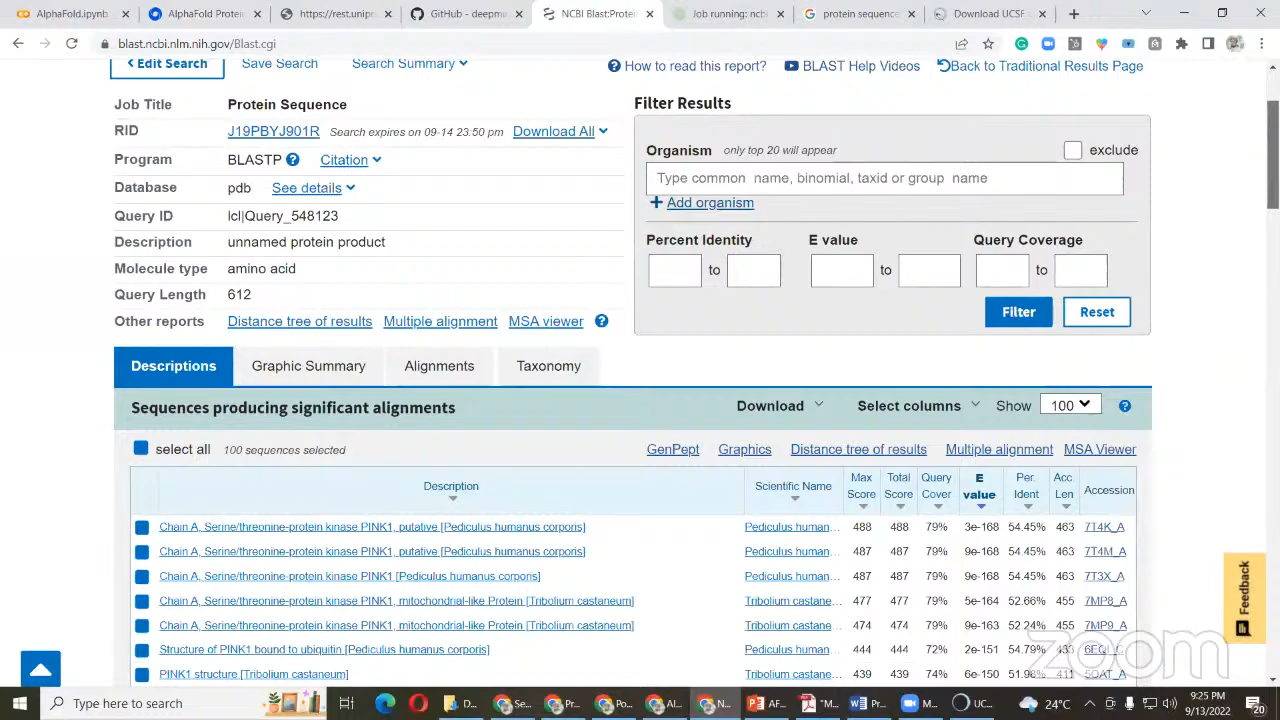 AlphaFold.ipynb
AlphaFold Protein
https://rest.unipr
GitHub - deepmi
NCBI Blast:Protein
Job running: ncbi
protein sequence
Download UCSF
blast.ncbi.nlm.nih.gov/Blast.cgi
Edit Search Save Search Search Summary
How to read this report? BLAST Help Videos Back to Traditional Results Page
Job Title Protein Sequence
RID J19PBYJ901R Search expires on 09-14 23:50 pm Download All
Program BLASTP Citation
Database pdb See details
Query ID lcl|Query_548123
Description unnamed protein product
Molecule type amino acid
Query Length 612
Other reports Distance tree of results Multiple alignment MSA viewer
Filter Results
Organism only top 20 will appear exclude
Type common name, binomial, taxid or group name
+ Add organism
Percent Identity E value Query Coverage
to to to
Filter Reset
Descriptions Graphic Summary Alignments Taxonomy
Sequences producing significant alignments Download Select columns Show 100
select all 100 sequences selected GenPept Graphics Distance tree of results Multiple alignment MSA Viewer
Description Scientific Name Max Score Total Score Query Cover E value Per. Ident Acc. Len Accession
Chain A, Serine/threonine-protein kinase PINK1, putative [Pediculus humanus corporis] Pediculus human... 488 488 79% 3e-168 54.45% 463 7T4K_A
Chain A, Serine/threonine-protein kinase PINK1, putative [Pediculus humanus corporis] Pediculus human... 487 487 79% 9e-168 54.45% 463 7T4M_A
Chain A, Serine/threonine-protein kinase PINK1 [Pediculus humanus corporis] Pediculus human... 487 487 79% 9e-168 54.45% 463 7T3X_A
Chain A, Serine/threonine-protein kinase PINK1, mitochondrial-like Protein [Tribolium castaneum] Tribolium castane... 477 477 79% 5e-164 52.66% 455 7MP8_A
Chain A, Serine/threonine-protein kinase PINK1, mitochondrial-like Protein [Tribolium castaneum] Tribolium castane... 474 474 79% 9e-163 52.24% 455 7MP9_A
Structure of PINK1 bound to ubiquitin [Pediculus humanus corporis] Pediculus human... 444 444 72% 2e-151 54.79%
PINK1 structure [Tribolium castaneum] Tribolium castane... 439 439 74% 6e-150 51.98% 411 5OAT_A
Feedback
zoom
Type here to search
D...
Se...
Pr...
Po...
Al...
N...
AF...
Ma...
Pr...
M...
UC...
24°C
9:25 PM
9/13/2022
20